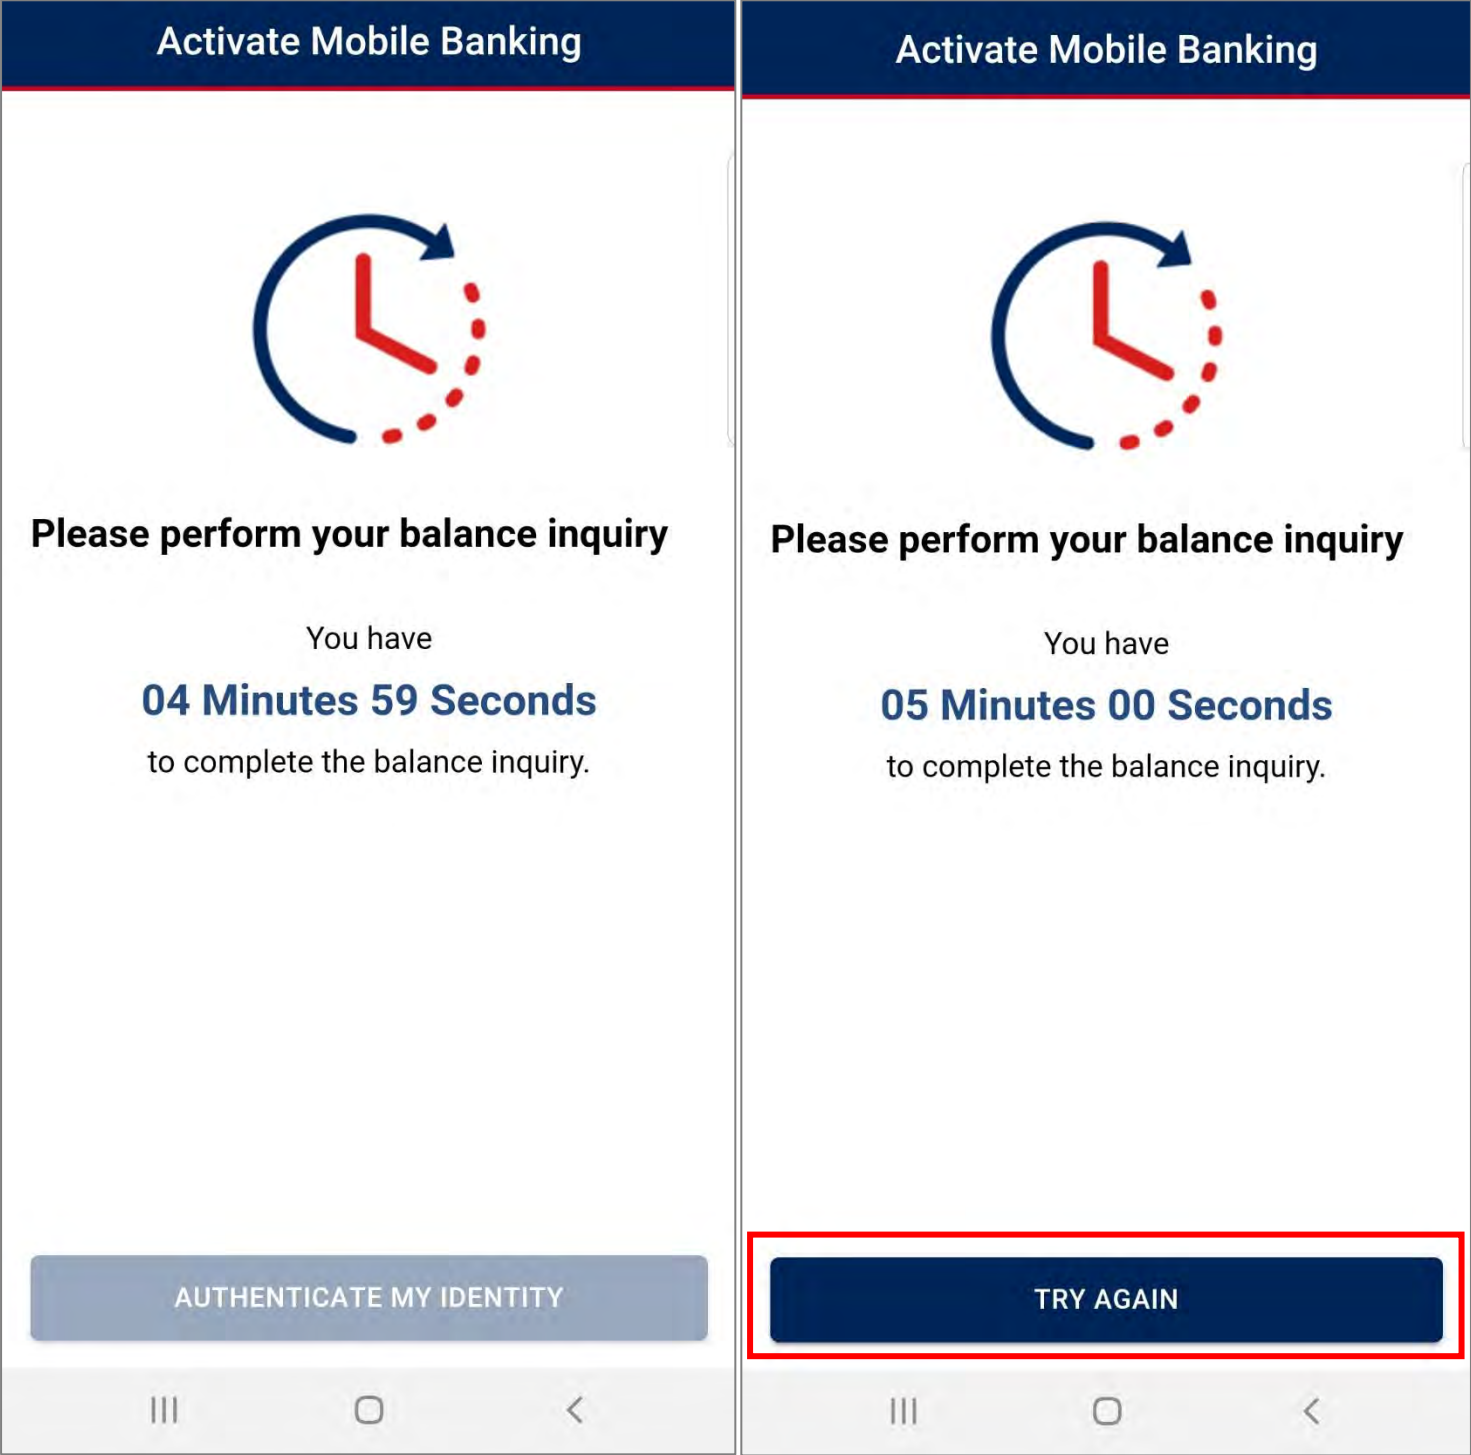 Activate Mobile Banking
Please perform your balance inquiry
You have
04 Minutes 59 Seconds
to complete the balance inquiry.
AUTHENTICATE MY IDENTITY
Activate Mobile Banking
Please perform your balance inquiry
You have
05 Minutes 00 Seconds
to complete the balance inquiry.
TRY AGAIN